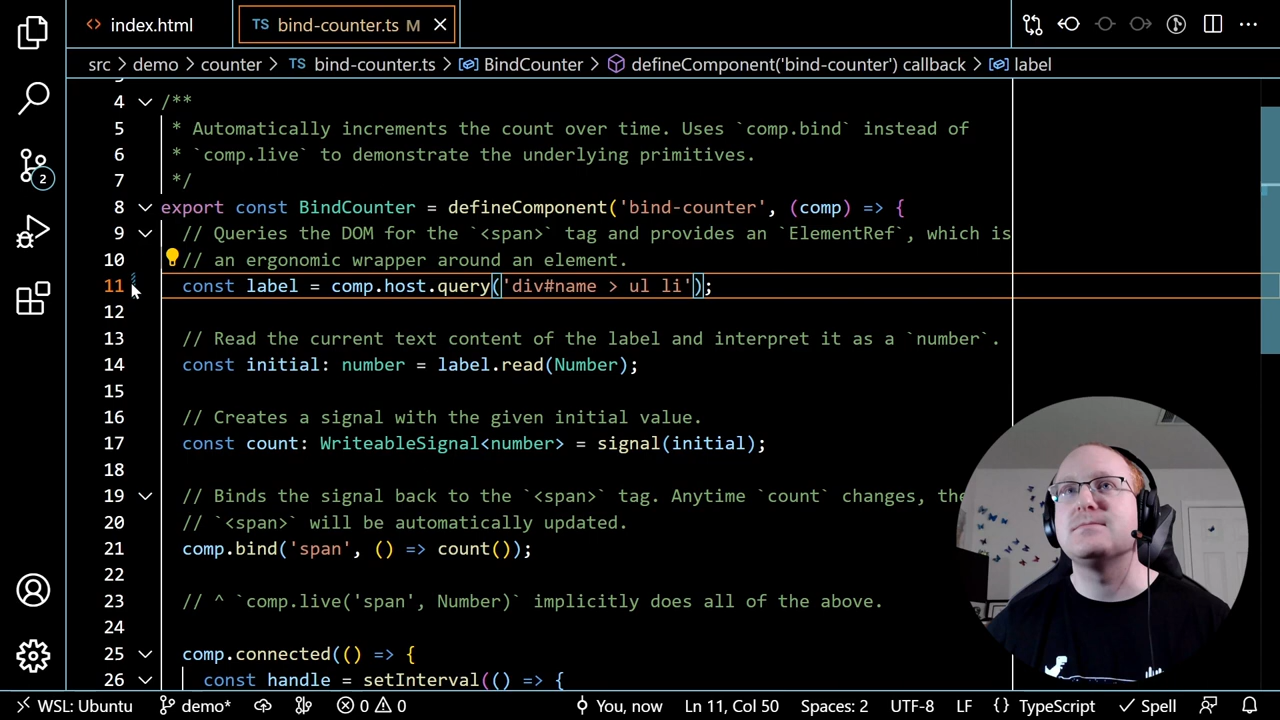 index.html
TS bind-counter.ts M
src > demo > counter > TS bind-counter.ts > BindCounter > defineComponent('bind-counter') callback > label
4 /**
5 * Automatically increments the count over time. Uses `comp.bind` instead of
6 * `comp.live` to demonstrate the underlying primitives.
7 */
8 export const BindCounter = defineComponent('bind-counter', (comp) => {
9 // Queries the DOM for the `<span>` tag and provides an `ElementRef`, which is
10 // an ergonomic wrapper around an element.
11 const label = comp.host.query('div#name > ul li');
12
13 // Read the current text content of the label and interpret it as a `number`.
14 const initial: number = label.read(Number);
15
16 // Creates a signal with the given initial value.
17 const count: WriteableSignal<number> = signal(initial);
18
19 // Binds the signal back to the `<span>` tag. Anytime `count` changes, the
20 // `<span>` will be automatically updated.
21 comp.bind('span', () => count());
22
23 // ^ `comp.live('span', Number)` implicitly does all of the above.
24
25 comp.connected(() => {
26 const handle = setInterval(() => {
2
WSL: Ubuntu demo* 0 0 You, now Ln 11, Col 50 Spaces: 2 UTF-8 LF {} TypeScript Spell